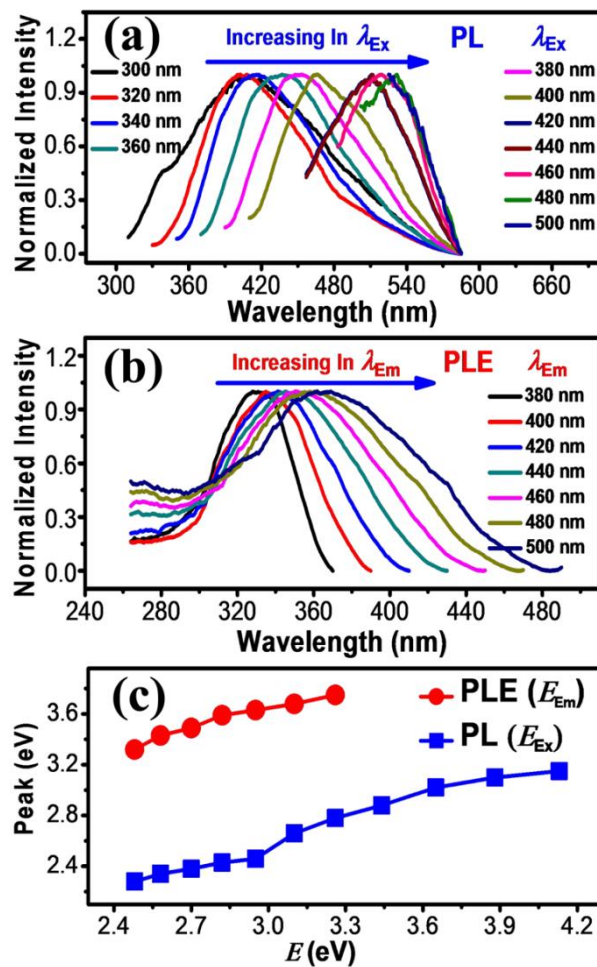 (a)
Increasing In λEx
PL
λEx
300 nm
320 nm
340 nm
360 nm
380 nm
400 nm
420 nm
440 nm
460 nm
480 nm
500 nm
Normalized Intensity
1.2
0.9
0.6
0.3
0.0
300 360 420 480 540 600 660
Wavelength (nm)
(b)
Increasing In λEm
PLE
λEm
380 nm
400 nm
420 nm
440 nm
460 nm
480 nm
500 nm
Normalized Intensity
1.2
0.9
0.6
0.3
0.0
240 280 320 360 400 440 480
Wavelength (nm)
(c)
PLE (EEm)
PL (EEx)
Peak (eV)
3.6
3.2
2.8
2.4
2.4 2.7 3.0 3.3 3.6 3.9 4.2
E (eV)